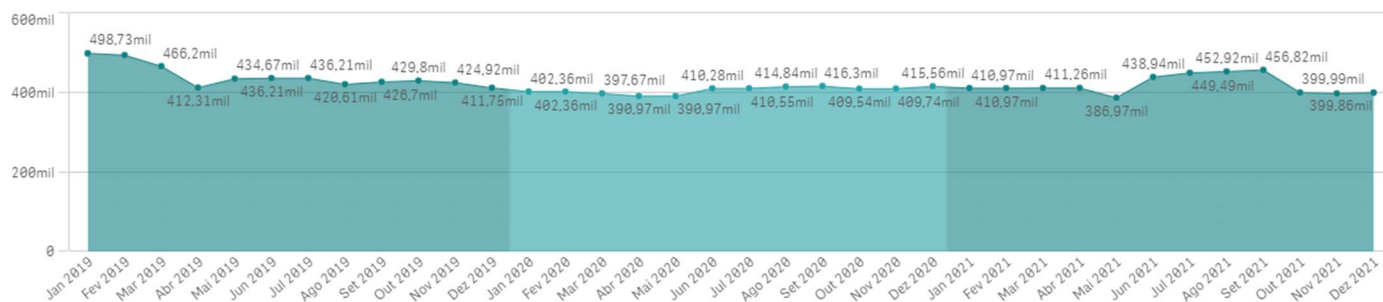 600mil
400mil
200mil
0
498,73mil
466,2mil
412,31mil
434,67mil
436,21mil
436,21mil
420,61mil
426,7mil
429,8mil
424,92mil
411,75mil
402,36mil
402,36mil
397,67mil
390,97mil
390,97mil
410,28mil
410,55mil
414,84mil
416,3mil
409,54mil
409,74mil
415,56mil
410,97mil
410,97mil
411,26mil
386,97mil
438,94mil
449,49mil
452,92mil
456,82mil
399,99mil
399,86mil
Jan 2019
Fev 2019
Mar 2019
Abr 2019
Mai 2019
Jun 2019
Jul 2019
Ago 2019
Set 2019
Out 2019
Nov 2019
Dez 2019
Jan 2020
Fev 2020
Mar 2020
Abr 2020
Mai 2020
Jun 2020
Jul 2020
Ago 2020
Set 2020
Out 2020
Nov 2020
Dez 2020
Jan 2021
Fev 2021
Mar 2021
Abr 2021
Mai 2021
Jun 2021
Jul 2021
Ago 2021
Set 2021
Out 2021
Nov 2021
Dez 2021